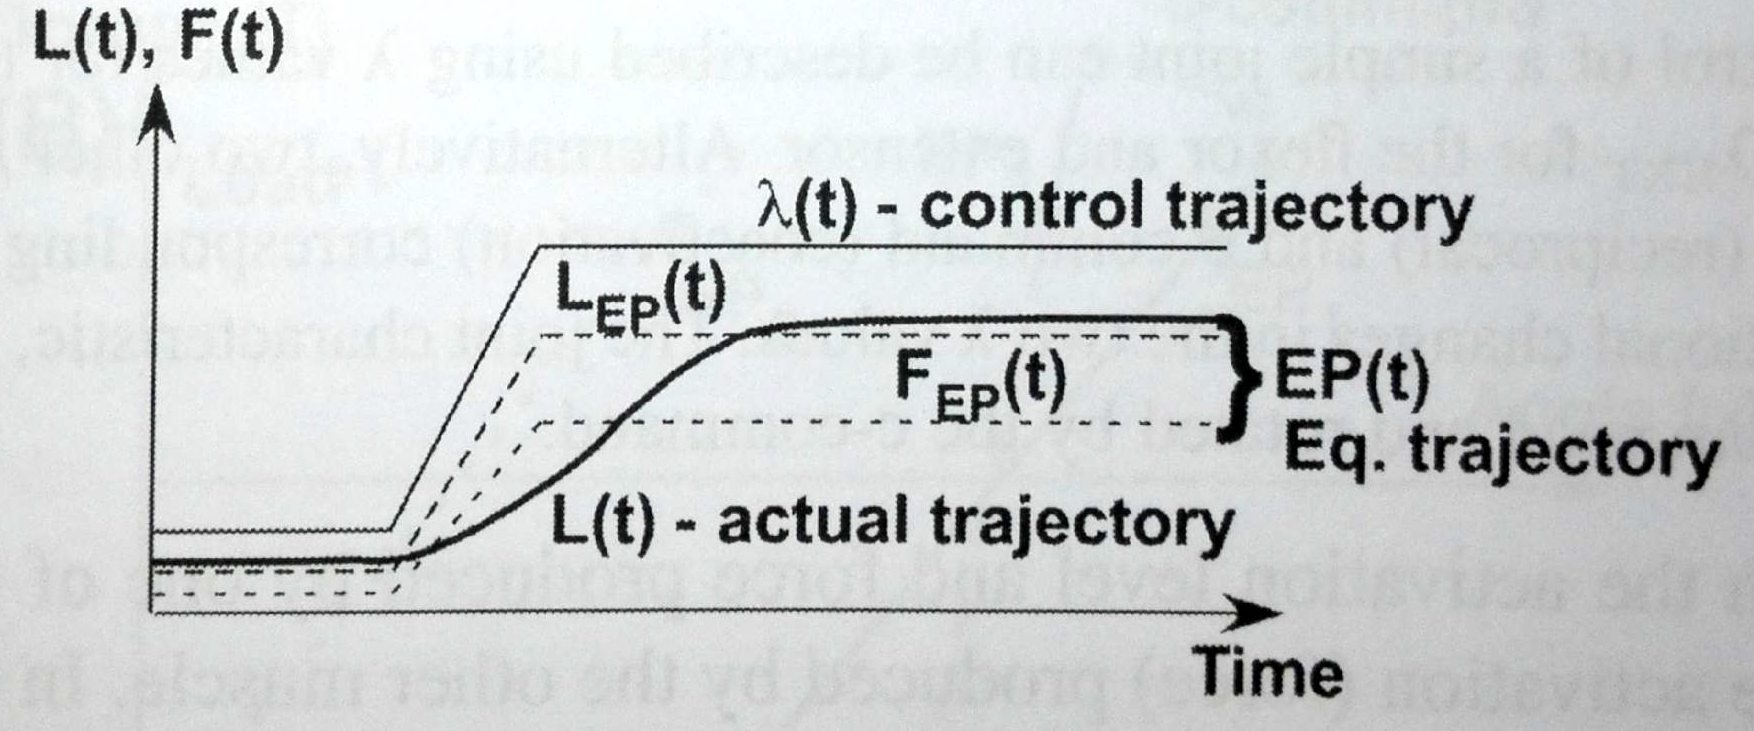 L(t), F(t)
λ(t) - control trajectory
L_EP(t)
F_EP(t)
EP(t)
Eq. trajectory
L(t) - actual trajectory
Time